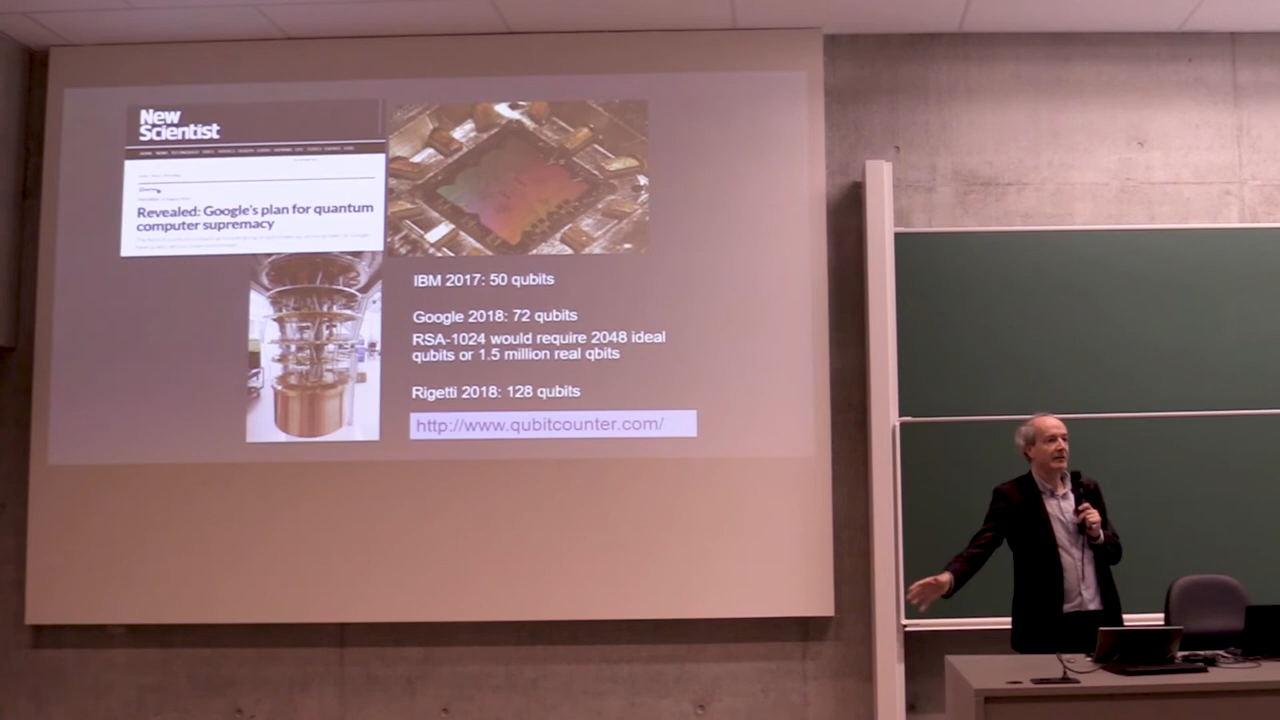 New
Scientist
Revealed: Google's plan for quantum
computer supremacy
IBM 2017: 50 qubits
Google 2018: 72 qubits
RSA-1024 would require 2048 ideal
qubits or 1.5 million real qbits
Rigetti 2018: 128 qubits
http://www.qubitcounter.com/